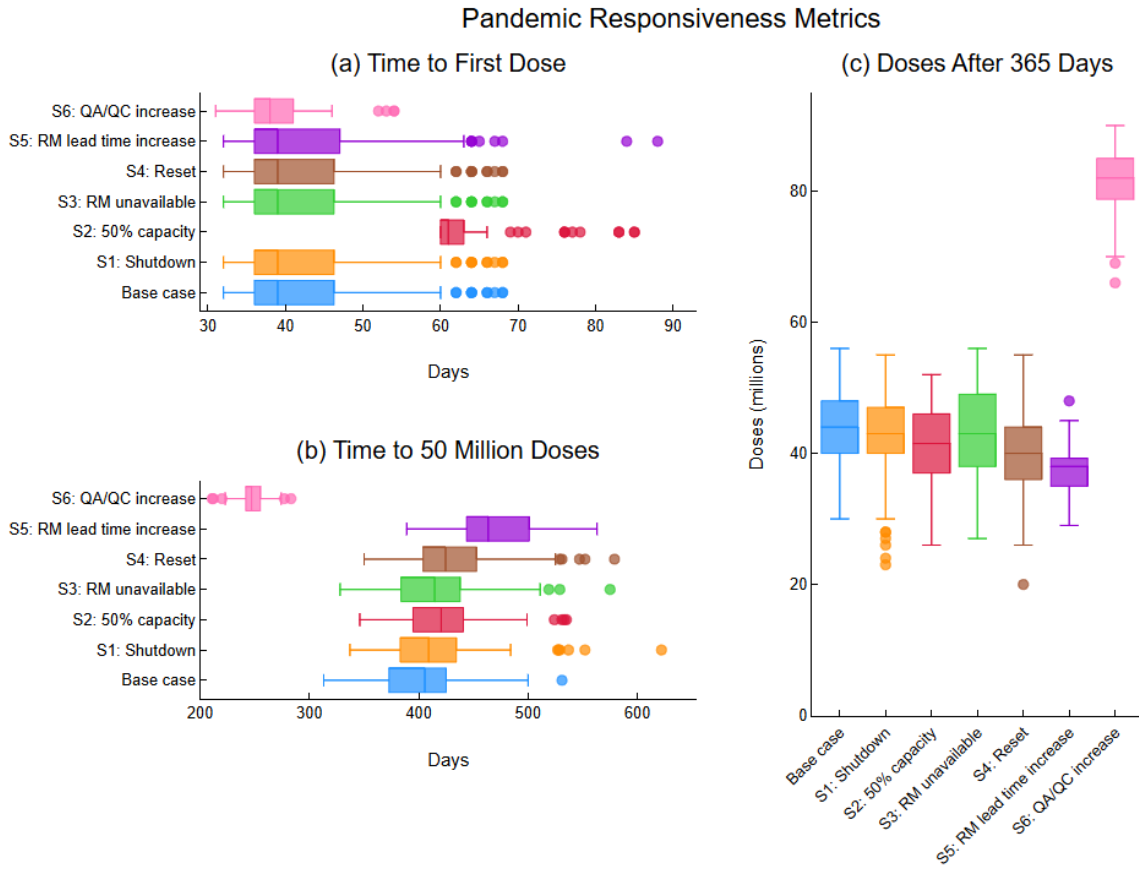 Pandemic Responsiveness Metrics
(a) Time to First Dose
S6: QA/QC increase
S5: RM lead time increase
S4: Reset
S3: RM unavailable
S2: 50% capacity
S1: Shutdown
Base case
30 40 50 60 70 80 90
Days
(b) Time to 50 Million Doses
S6: QA/QC increase
S5: RM lead time increase
S4: Reset
S3: RM unavailable
S2: 50% capacity
S1: Shutdown
Base case
200 300 400 500 600
Days
(c) Doses After 365 Days
Doses (millions)
80
60
40
20
0
Base case
S1: Shutdown
S2: 50% capacity
S3: RM unavailable
S4: Reset
S5: RM lead time increase
S6: QA/QC increase